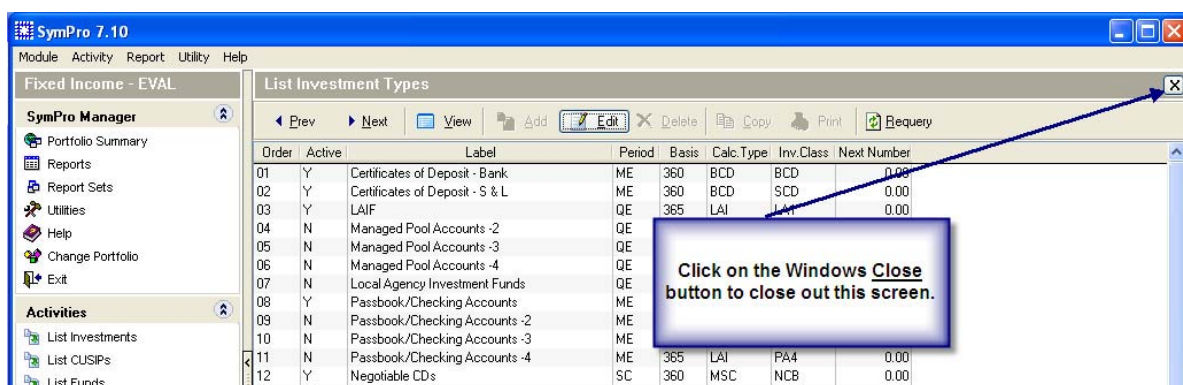 SymPro 7.10
Module Activity Report Utility Help
Fixed Income - EVAL
List Investment Types
SymPro Manager
Portfolio Summary
Reports
Report Sets
Utilities
Help
Change Portfolio
Exit
Activities
List Investments
List CUSIPs
List Funds
Prev Next View Add Edit Delete Copy Print Requery
Order Active Label Period Basis Calc.Type Inv.Class Next Number
01 Y Certificates of Deposit - Bank ME 360 BCD BCD 0.00
02 Y Certificates of Deposit - S & L ME 360 BCD SCD 0.00
03 Y LAIF QE 365 LAI LA1 0.00
04 N Managed Pool Accounts -2 QE
05 N Managed Pool Accounts -3 QE
06 N Managed Pool Accounts -4 QE
07 N Local Agency Investment Funds QE
08 Y Passbook/Checking Accounts ME
09 N Passbook/Checking Accounts -2 ME
10 N Passbook/Checking Accounts -3 ME
11 N Passbook/Checking Accounts -4 ME 365 LAI PA4 0.00
12 Y Negotiable CDs SC 360 MSC NCB 0.00
Click on the Windows Close
button to close out this screen.